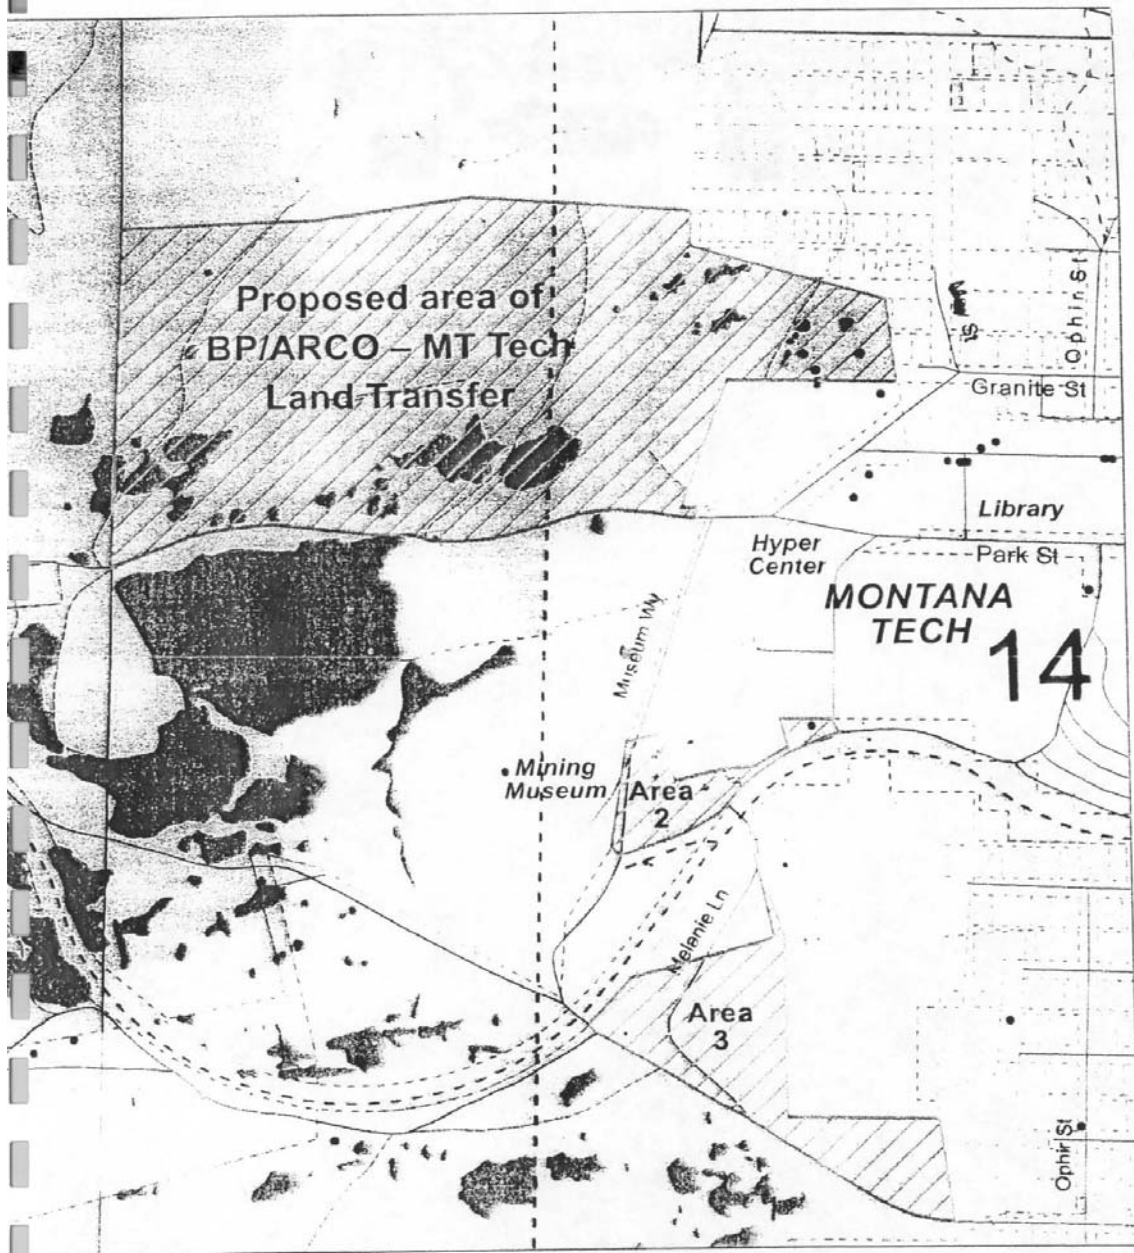 Ophir St
Proposed area of
BP/ARCO – MT Tech
Land Transfer
Granite St
Library
Hyper
Center
Park St
MONTANA
TECH
14
Museum Wy
Mining
Museum
Area
2
Melanie Ln
Area
3
Ophir St